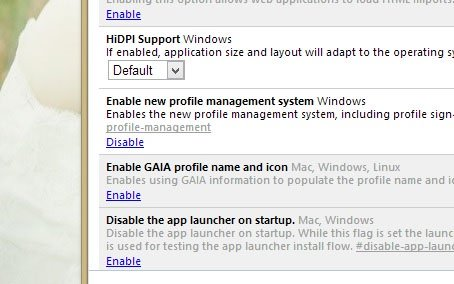 Enabling this option allows web applications to load HTML imports.
Enable
HiDPI Support Windows
If enabled, application size and layout will adapt to the operating sy
Default
Enable new profile management system Windows
Enables the new profile management system, including profile sign-
profile-management
Disable
Enable GAIA profile name and icon Mac, Windows, Linux
Enables using GAIA information to populate the profile name and ic
Enable
Disable the app launcher on startup. Mac, Windows
Disable the app launcher on startup. While this flag is set the launc
is used for testing the app launcher install flow. #disable-app-laun
Enable